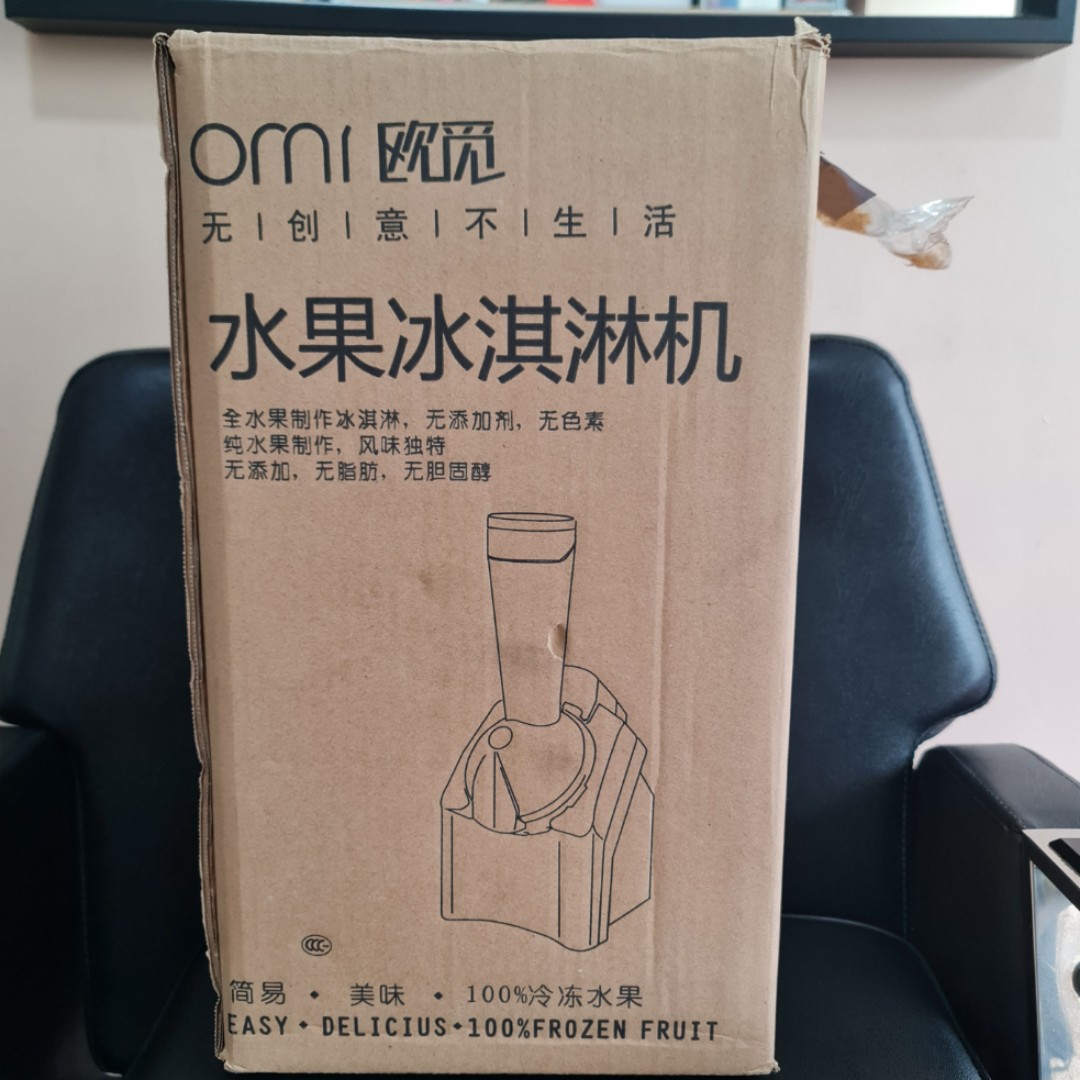 omi 欧觅
无|创|意|不|生|活
水果冰淇淋机
全水果制作冰淇淋，无添加剂，无色素
纯水果制作，风味独特
无添加，无脂肪，无胆固醇
CCC
简易・美味・100%冷冻水果
EASY・DELICIUS・100%FROZEN FRUIT